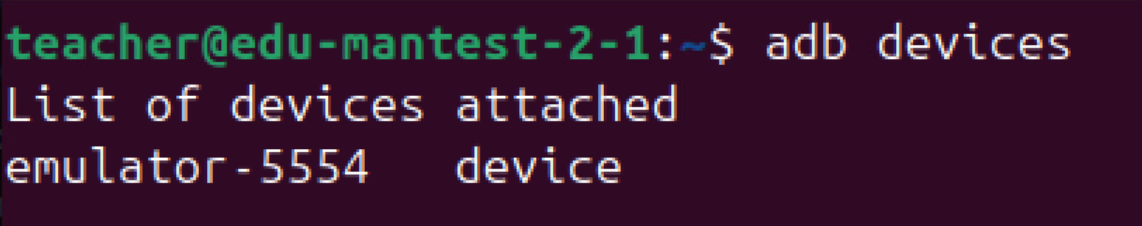 teacher@edu-mantest-2-1:~$ adb devices
List of devices attached
emulator-5554	device